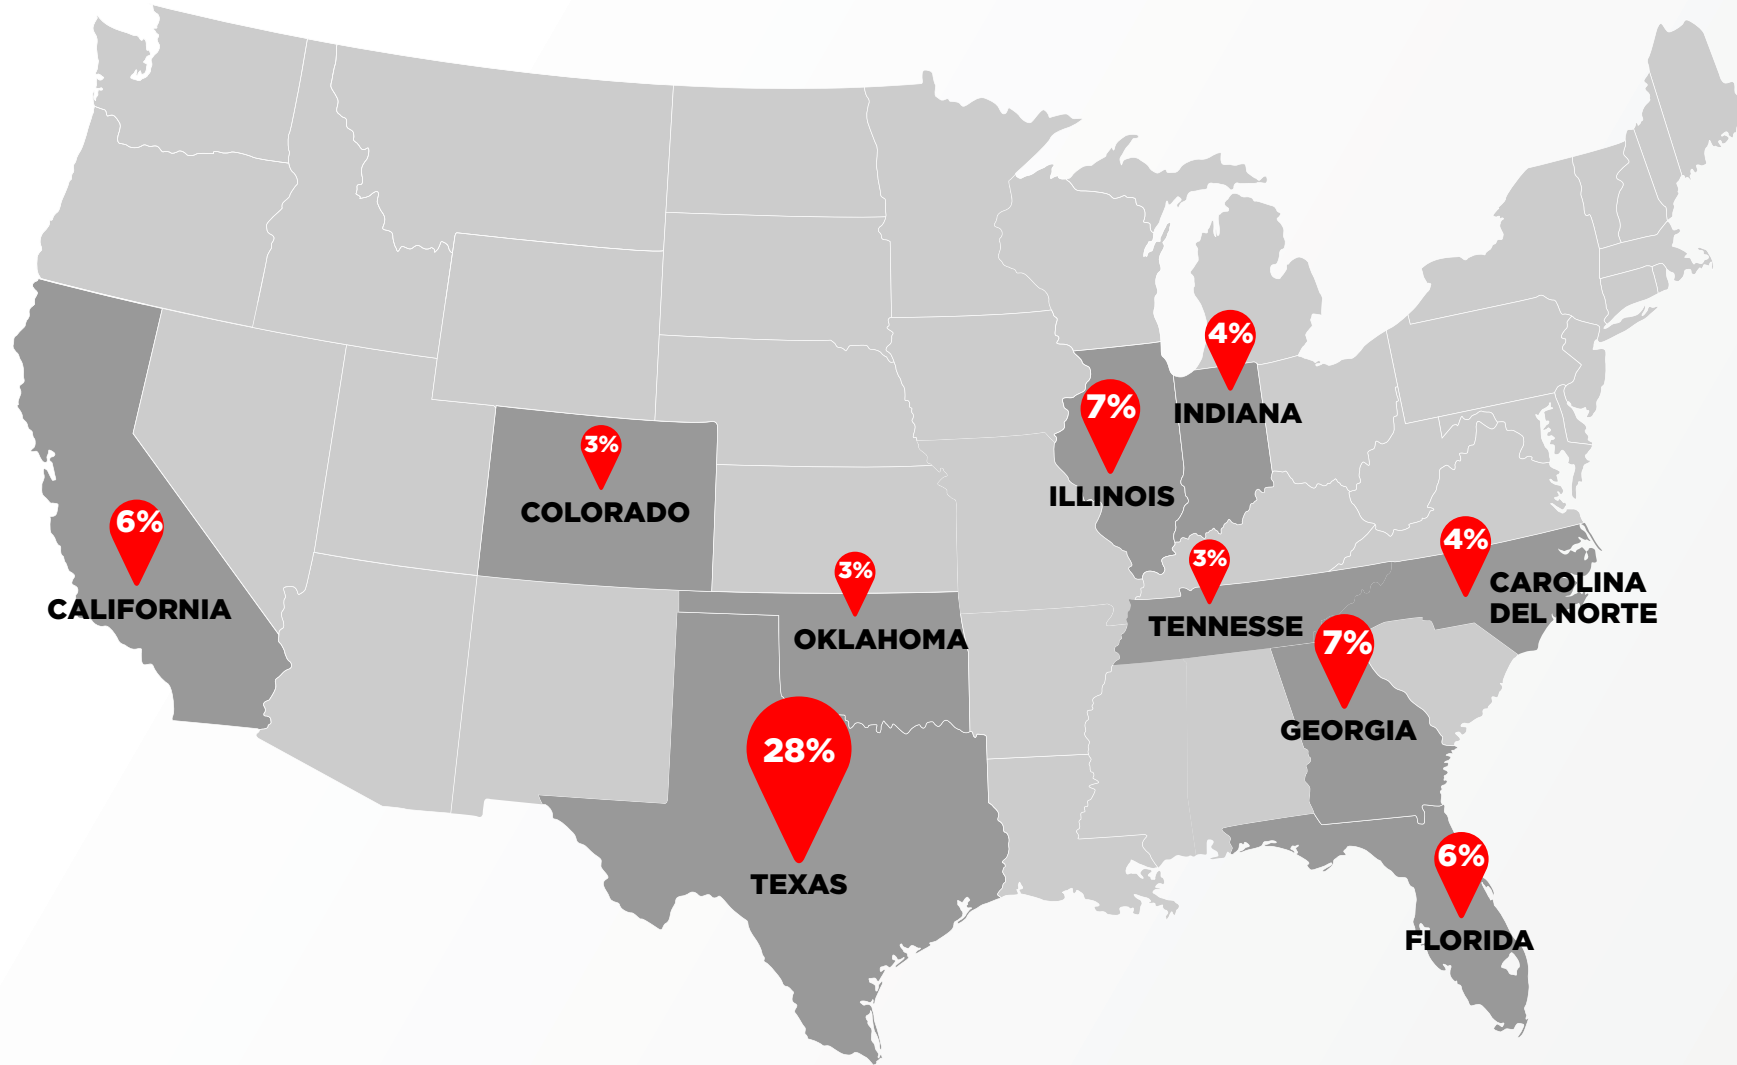 4%
INDIANA
7%
ILLINOIS
3%
COLORADO
6%
CALIFORNIA
3%
OKLAHOMA
3%
TENNESSE
4%
CAROLINA
DEL NORTE
7%
GEORGIA
28%
TEXAS
6%
FLORIDA